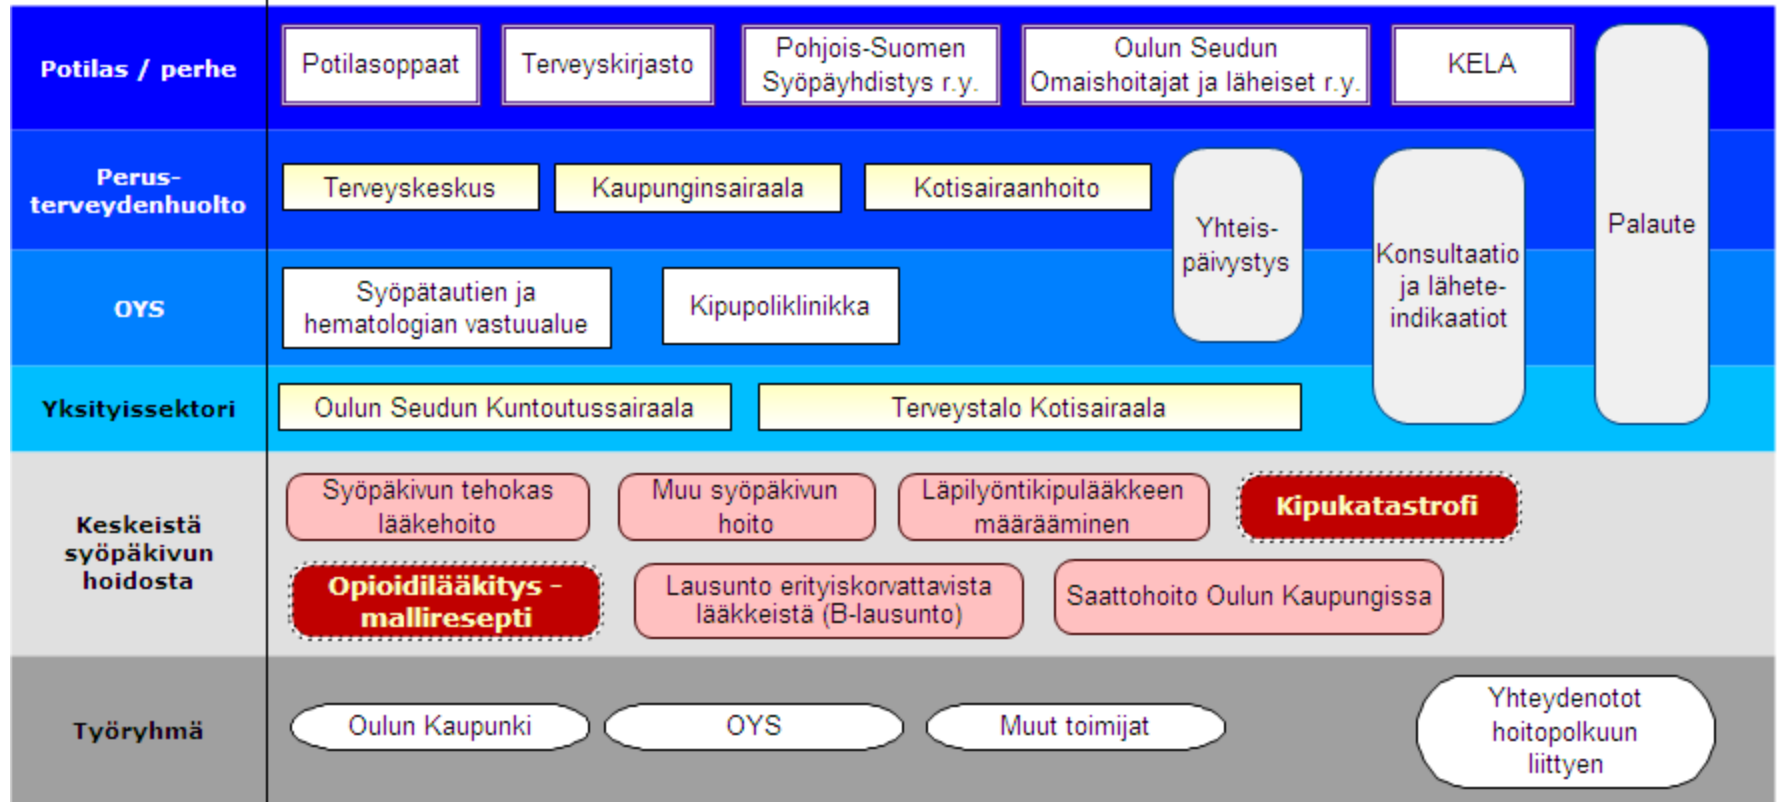 Potilas / perhe
Potilasoppaat
Terveyskirjasto
Pohjois-Suomen
Syöpäyhdistys r.y.
Oulun Seudun
Omaishoitajat ja läheiset r.y.
KELA
Perus-
terveydenhuolto
Terveyskeskus
Kaupunginsairaala
Kotisairaanhoito
Yhteis-
päivystys
Konsultaatio
ja lähete-
indikaatiot
Palaute
OYS
Syöpätautien ja
hematologian vastuualue
Kipupoliklinikka
Yksityissektori
Oulun Seudun Kuntoutussairaala
Terveystalo Kotisairaala
Keskeistä
syöpäkivun
hoidosta
Syöpäkivun tehokas
lääkehoito
Muu syöpäkivun
hoito
Läpilyöntikipulääkkeen
määrääminen
Kipukatastrofi
Opioidilääkitys -
malliresepti
Lausunto erityiskorvattavista
lääkkeistä (B-lausunto)
Saattohoito Oulun Kaupungissa
Työryhmä
Oulun Kaupunki
OYS
Muut toimijat
Yhteydenotot
hoitopolkuun
liittyen